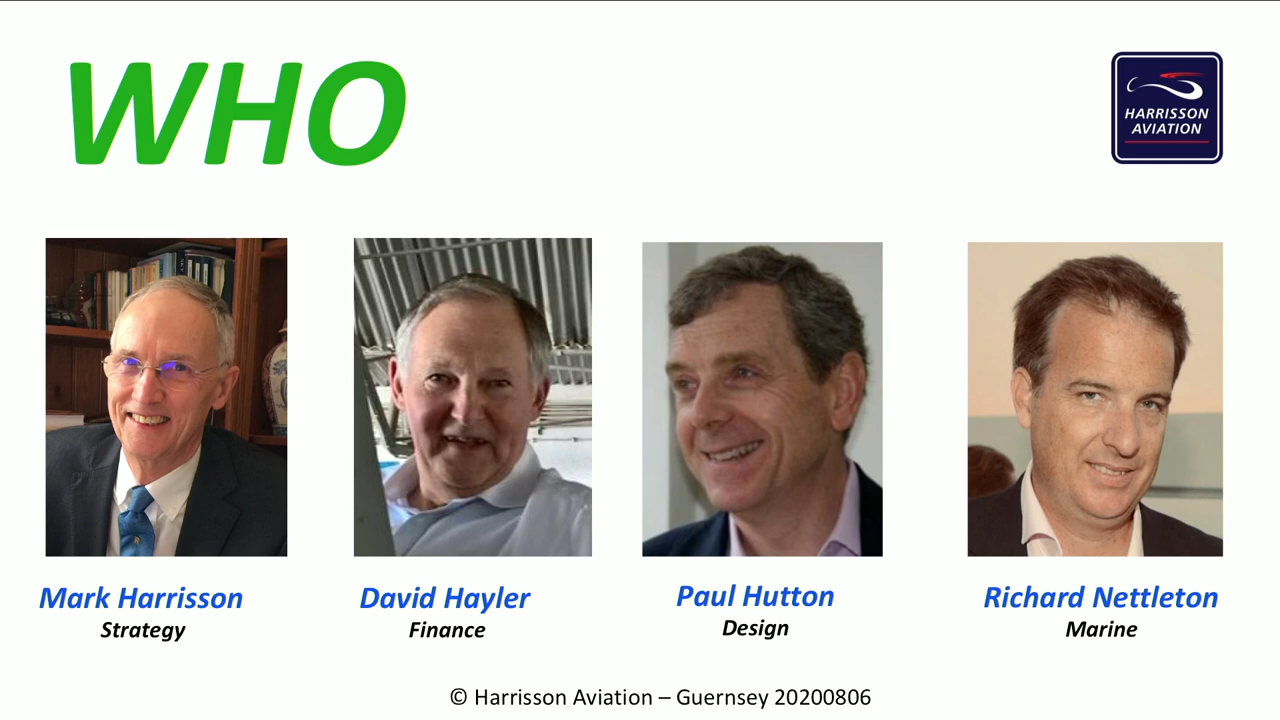 WHO
HARRISSON
AVIATION
Mark Harrisson
Strategy
David Hayler
Finance
Paul Hutton
Design
Richard Nettleton
Marine
© Harrisson Aviation – Guernsey 20200806